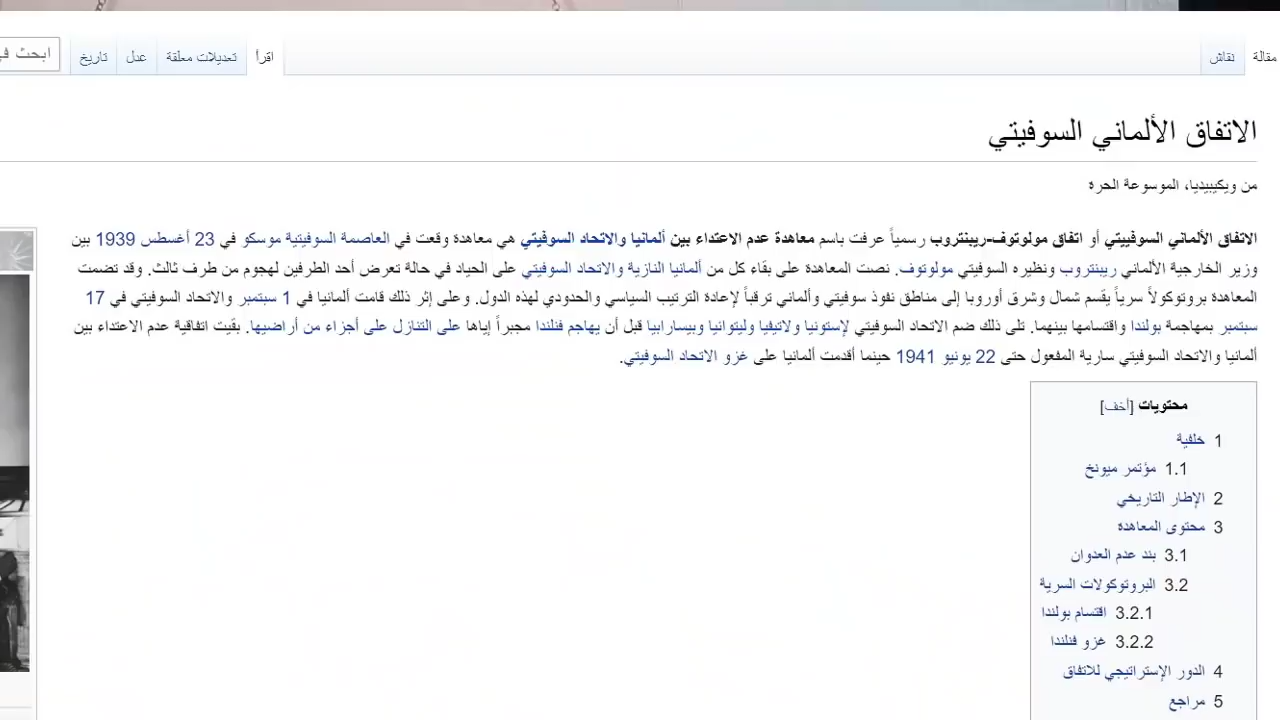 مقالة نقاش اقرأ تعديلات معلقة عدل تاريخ ابحث
الاتفاق الألماني السوفيتي
من ويكيبيديا، الموسوعة الحرة
الاتفاق الألماني السوفييتي أو اتفاق مولوتوف-ريبنتروب رسمياً عرفت باسم معاهدة عدم الاعتداء بين ألمانيا والاتحاد السوفيتي هي معاهدة وقعت في العاصمة السوفيتية موسكو في 23 أغسطس 1939 بين
وزير الخارجية الألماني ريبنتروب ونظيره السوفيتي مولوتوف. نصت المعاهدة على بقاء كل من ألمانيا النازية والاتحاد السوفيتي على الحياد في حالة تعرض أحد الطرفين لهجوم من طرف ثالث. وقد تضمت
المعاهدة بروتوكولاً سرياً يقسم شمال وشرق أوروبا إلى مناطق نفوذ سوفيتي وألماني ترقباً لإعادة الترتيب السياسي والحدودي لهذه الدول. وعلى إثر ذلك قامت ألمانيا في 1 سبتمبر والاتحاد السوفيتي في 17
سبتمبر بمهاجمة بولندا واقتسامها بينهما. تلى ذلك ضم الاتحاد السوفيتي لإستونيا ولاتيفيا وليتوانيا وبيسارابيا قبل أن يهاجم فنلندا مجبراً إياها على التنازل على أجزاء من أراضيها. بقيت اتفاقية عدم الاعتداء بين
ألمانيا والاتحاد السوفيتي سارية المفعول حتى 22 يونيو 1941 حينما أقدمت ألمانيا على غزو الاتحاد السوفيتي.
محتويات [أخف]
1 خلفية
1.1 مؤتمر ميونخ
2 الإطار التاريخي
3 محتوى المعاهدة
3.1 بند عدم العدوان
3.2 البروتوكولات السرية
3.2.1 اقتسام بولندا
3.2.2 غزو فنلندا
4 الدور الإستراتيجي للاتفاق
5 مراجع